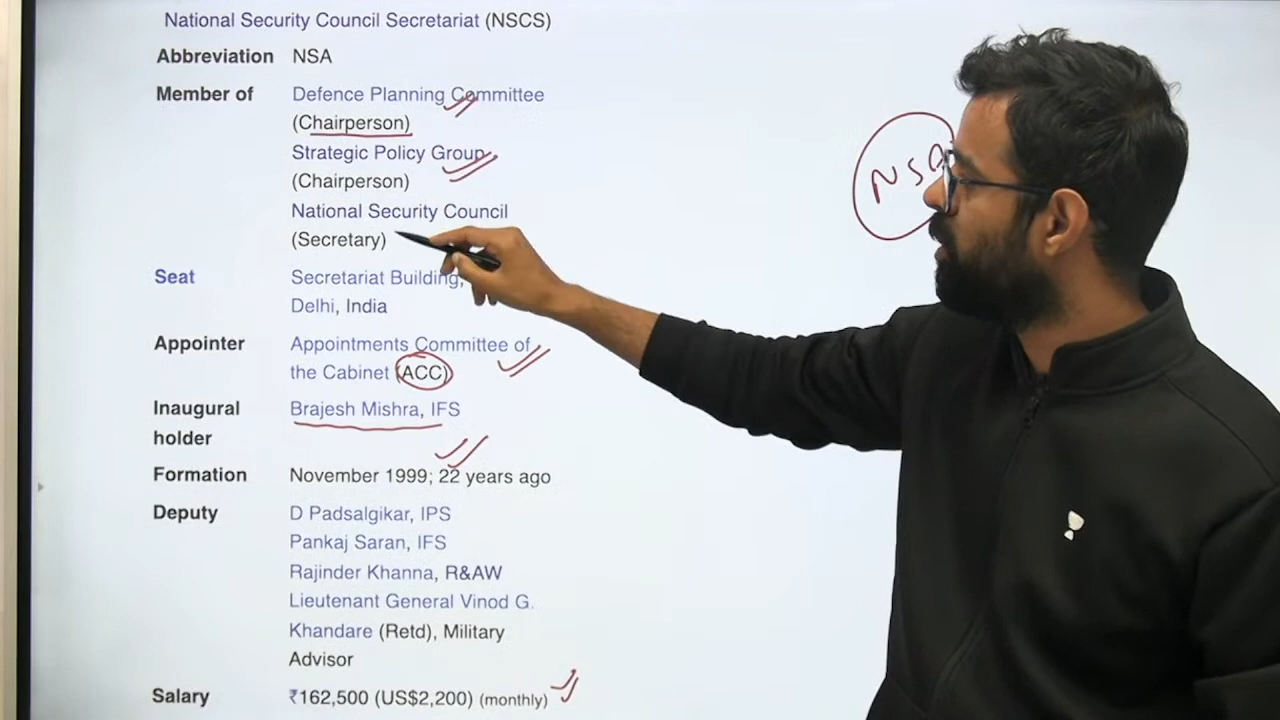 National Security Council Secretariat (NSCS)
Abbreviation NSA
Member of Defence Planning Committee
(Chairperson)
Strategic Policy Group
(Chairperson)
National Security Council
(Secretary)
Seat Secretariat Building,
Delhi, India
Appointer Appointments Committee of
the Cabinet (ACC)
Inaugural Brajesh Mishra, IFS
holder
Formation November 1999; 22 years ago
Deputy D Padsalgikar, IPS
Pankaj Saran, IFS
Rajinder Khanna, R&AW
Lieutenant General Vinod G.
Khandare (Retd), Military
Advisor
Salary ₹162,500 (US$2,200) (monthly)
NSA